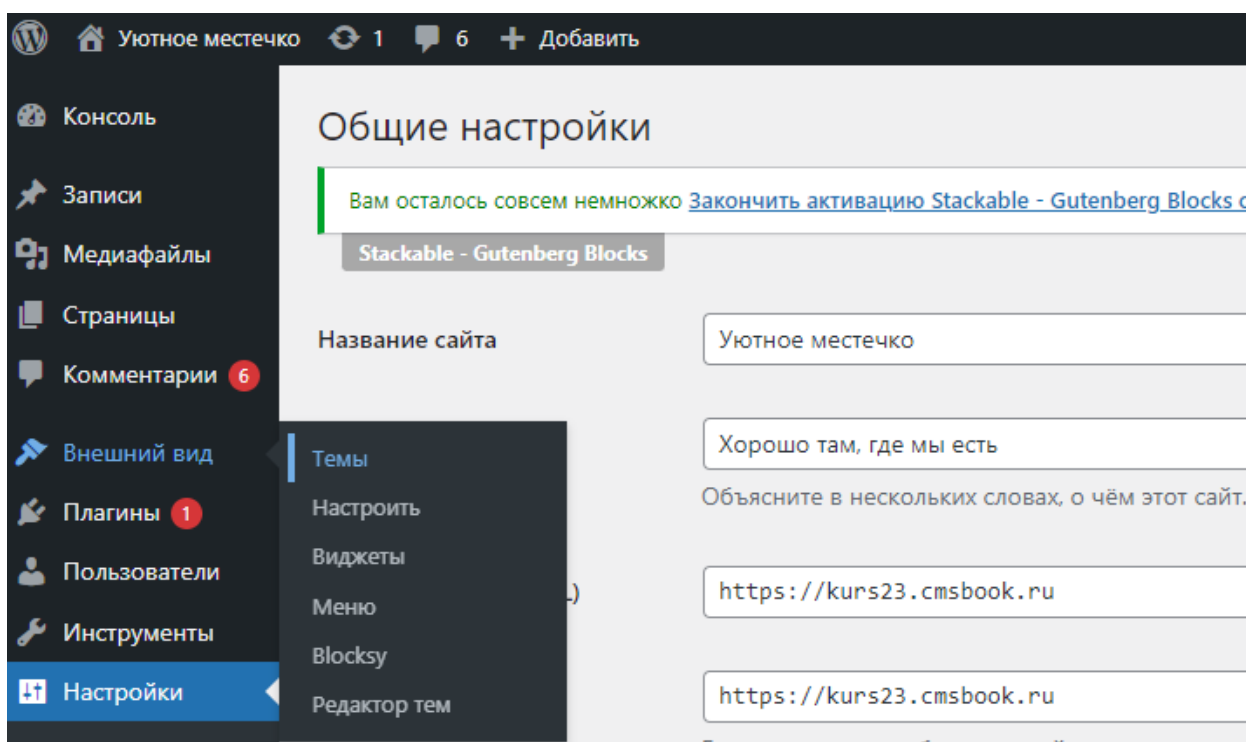 Уютное местечко 1 6 Добавить
Консоль
Записи
Медиафайлы
Страницы
Комментарии 6
Внешний вид
Плагины 1
Пользователи
Инструменты
Настройки
Темы
Настроить
Виджеты
Меню
Blocksy
Редактор тем
Общие настройки
Вам осталось совсем немножко Закончить активацию Stackable - Gutenberg Blocks
Stackable - Gutenberg Blocks
Название сайта
Уютное местечко
Хорошо там, где мы есть
Объясните в нескольких словах, о чём этот сайт.
https://kurs23.cmsbook.ru
https://kurs23.cmsbook.ru